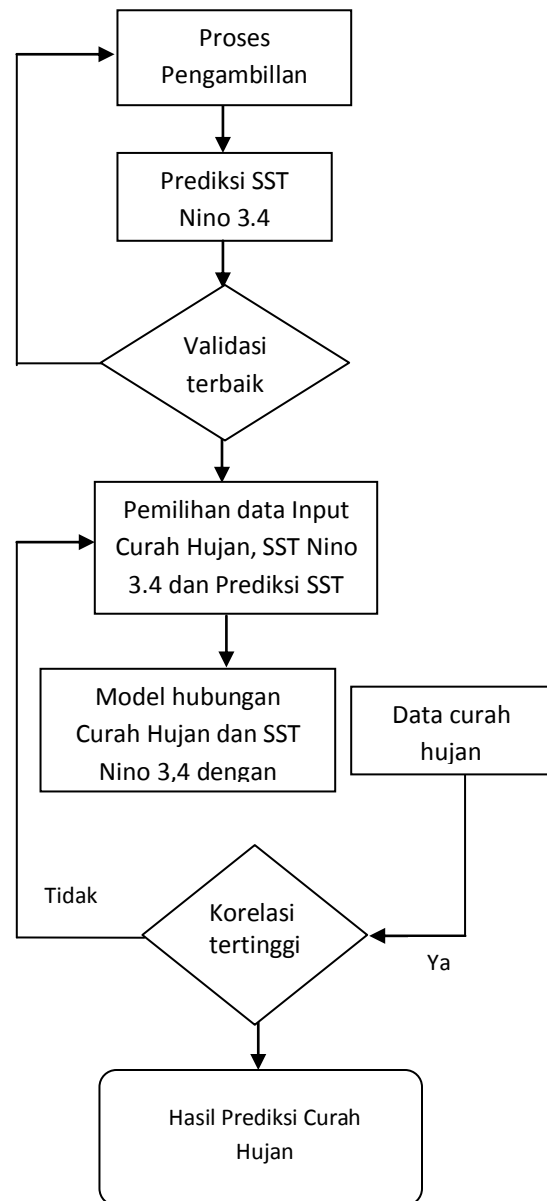 Proses
Pengambillan
Prediksi SST
Nino 3.4
Validasi
terbaik
Pemilihan data Input
Curah Hujan, SST Nino
3.4 dan Prediksi SST
Model hubungan
Curah Hujan dan SST
Nino 3,4 dengan
Data curah
hujan
Tidak
Korelasi
tertinggi
Ya
Hasil Prediksi Curah
Hujan